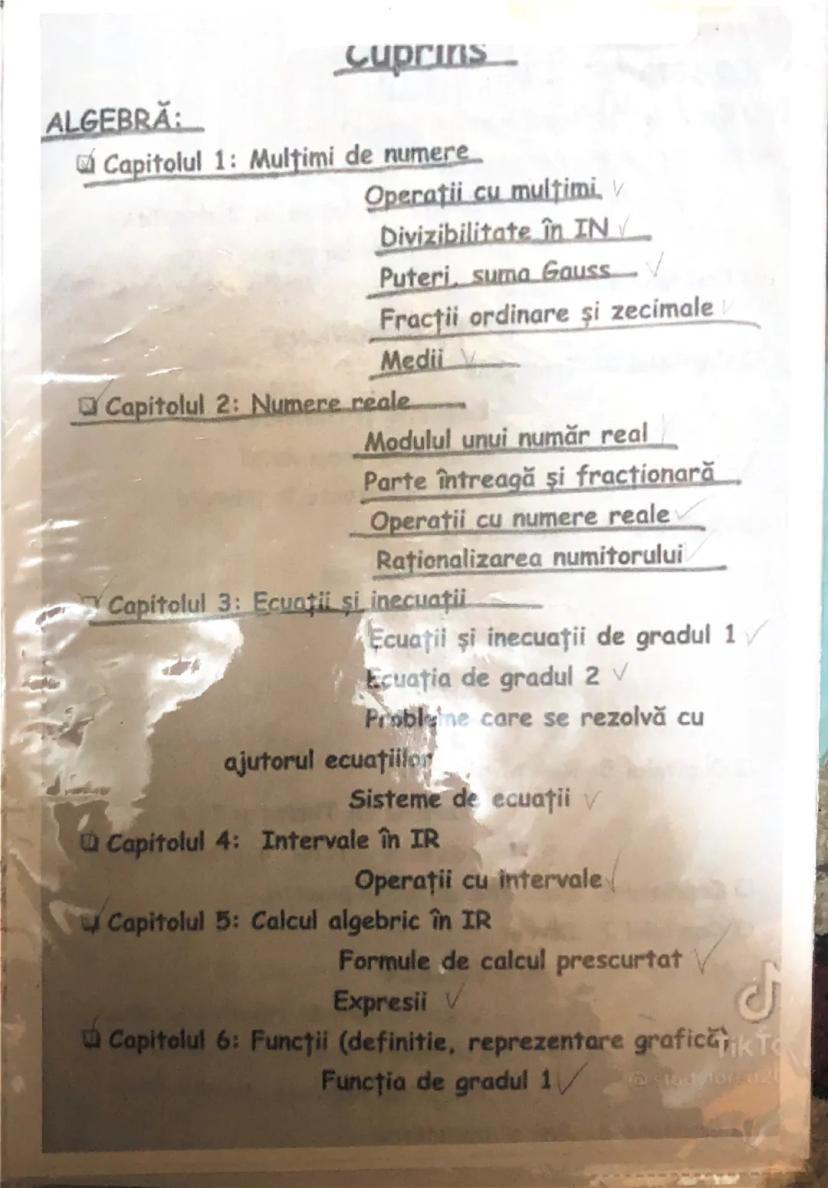 Cuprins
ALGEBRĂ:
Capitolul 1: Mulțimi de numere
Operații cu mulțimi
Divizibilitate în IN
Puteri, suma Gauss
Fracții ordinare și zecimale
Medii
Capitolul 2: Numere reale
Modulul unui număr real
Parte întreagă și fracționară
Operații cu numere reale
Raționalizarea numitorului
Capitolul 3: Ecuații și inecuații
Ecuații și inecuații de gradul 1
Ecuația de gradul 2
Probleme care se rezolvă cu
ajutorul ecuațiilor
Sisteme de ecuații
Capitolul 4: Intervale în IR
Operații cu intervale
Capitolul 5: Calcul algebric în IR
Formule de calcul prescurtat
Expresii
Capitolul 6: Funcții (definitie, reprezentare grafică)
TikTo
Funcția de gradul 1